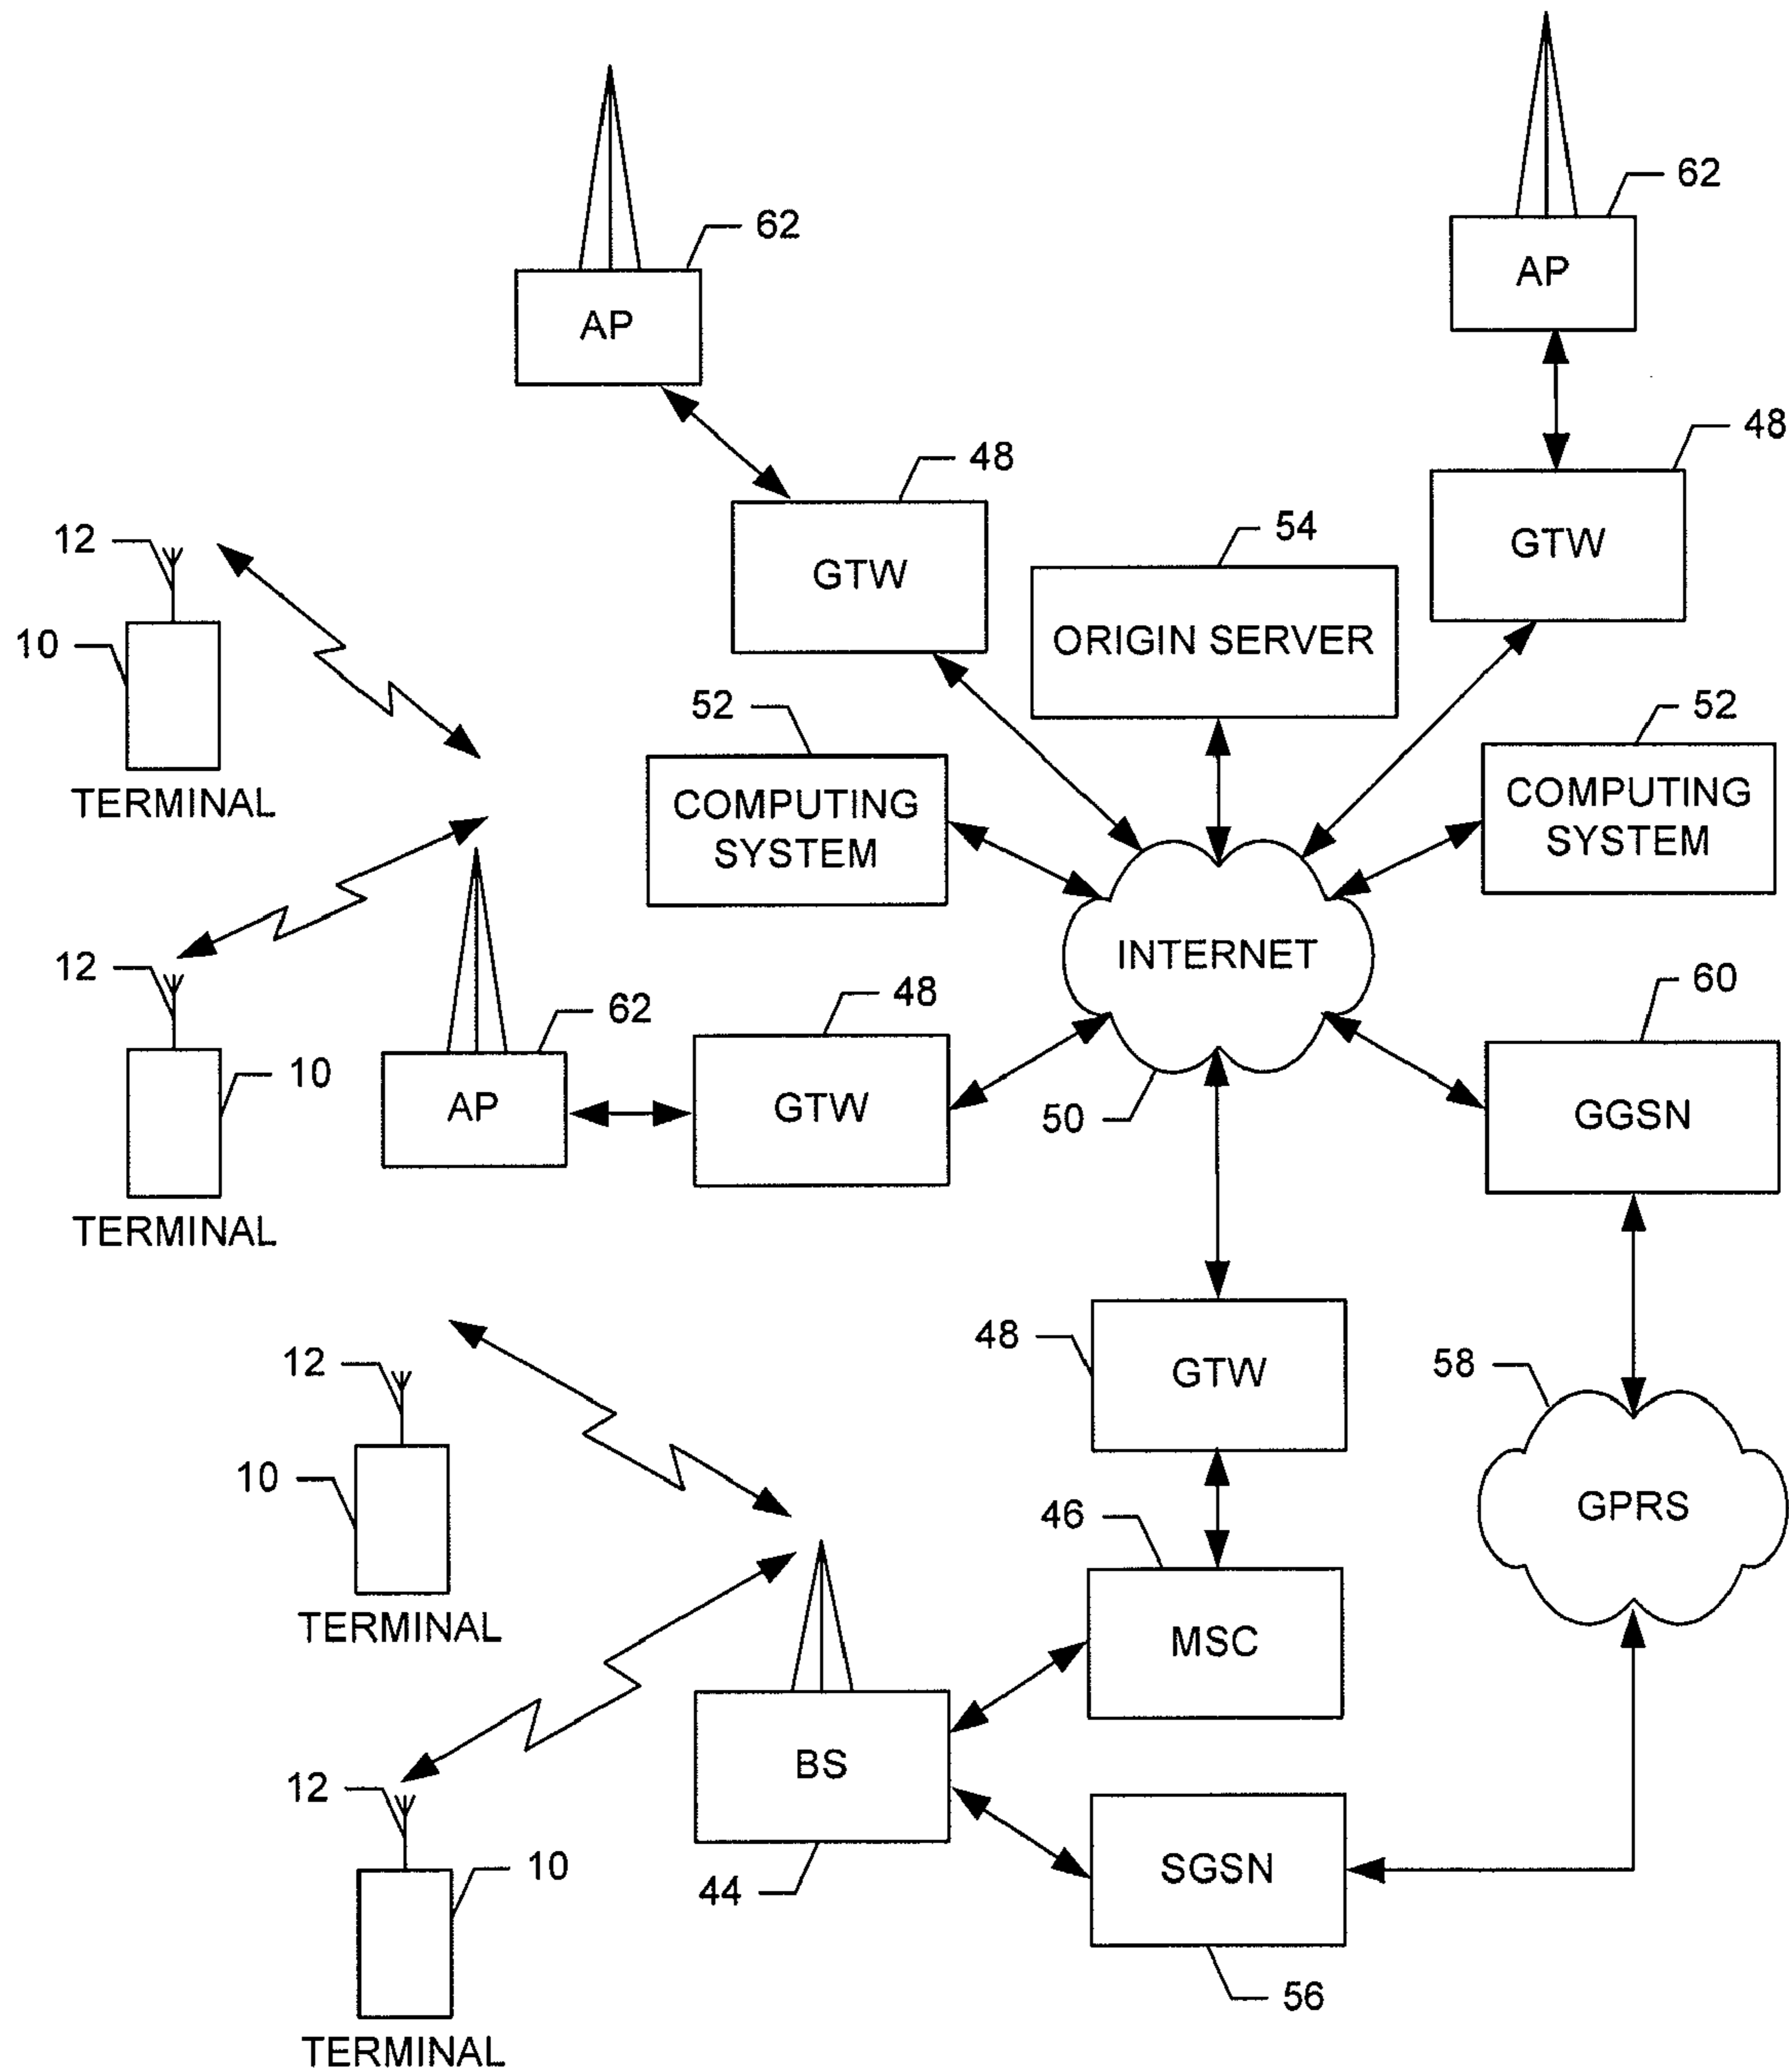 62
AP
62
AP
48
GTW
48
GTW
54
ORIGIN SERVER
12
10
TERMINAL
52
COMPUTING
SYSTEM
52
COMPUTING
SYSTEM
INTERNET
50
12
10
TERMINAL
62
AP
48
GTW
60
GGSN
48
GTW
58
GPRS
12
10
TERMINAL
46
MSC
BS
44
12
10
TERMINAL
SGSN
56